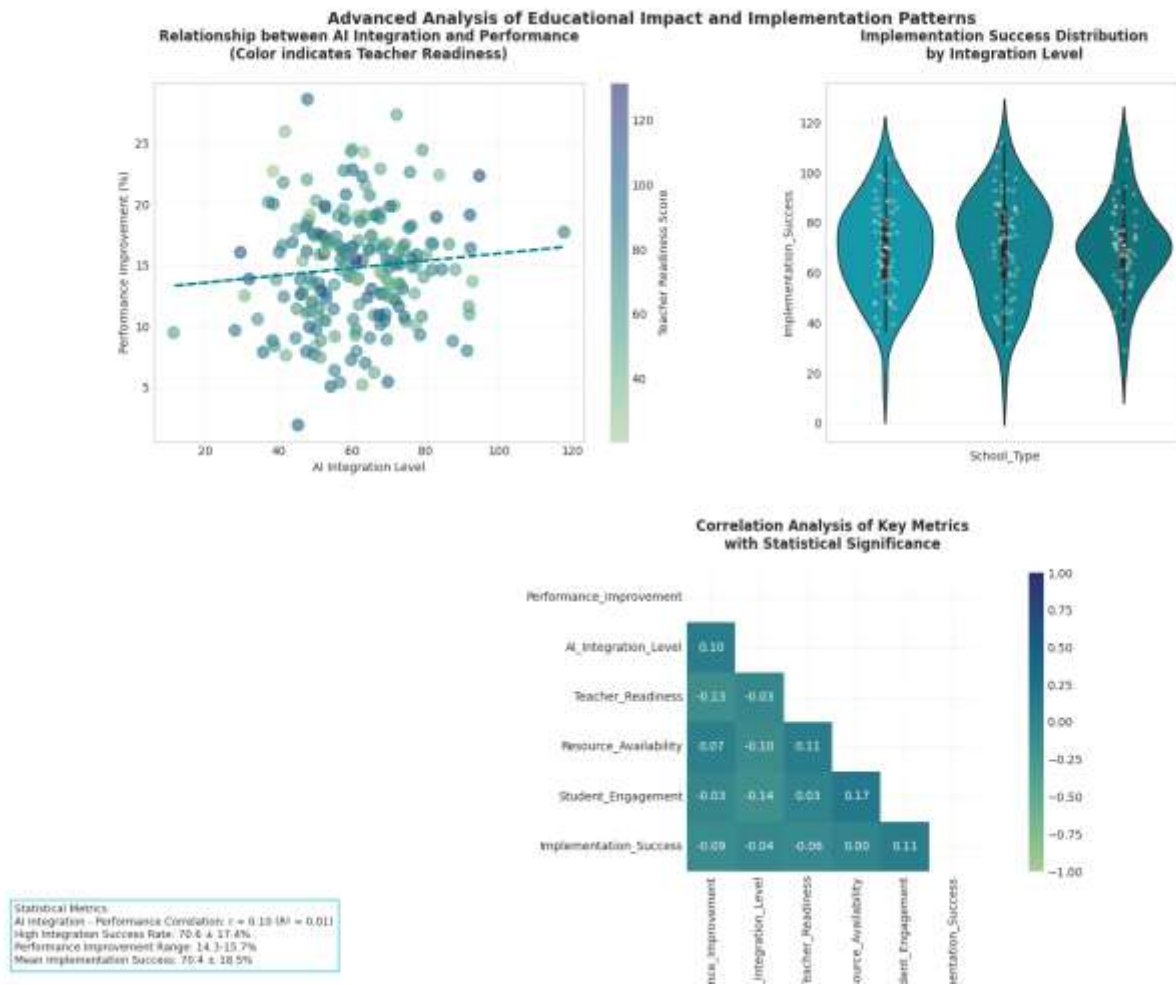 Advanced Analysis of Educational Impact and Implementation Patterns
Relationship between AI Integration and Performance
(Color indicates Teacher Readiness)
Performance Improvement (%)
25
20
15
10
5
20
40
60
80
100
120
AI Integration Level
120
100
80
60
40
Teacher Readiness Score
Implementation Success Distribution
by Integration Level
Implementation_Success
120
100
80
60
40
20
0
School_Type
Correlation Analysis of Key Metrics
with Statistical Significance
Performance_Improvement
AI_Integration_Level
0.10
Teacher_Readiness
-0.13 -0.03
Resource_Availability
0.07 -0.10 0.11
Student_Engagement
-0.03 -0.14 0.03 0.17
Implementation_Success
-0.09 -0.04 -0.06 0.00 0.11
1.00
0.75
0.50
0.25
0.00
−0.25
−0.50
−0.75
−1.00
nce_Improvement
_Integration_Level
Teacher_Readiness
ource_Availability
dent_Engagement
entation_Success
Statistical Metrics
AI Integration - Performance Correlation: r = 0.10 (R² = 0.01)
High Integration Success Rate: 70.6 ± 17.4%
Performance Improvement Range: 14.3-15.7%
Mean Implementation Success: 70.4 ± 18.5%